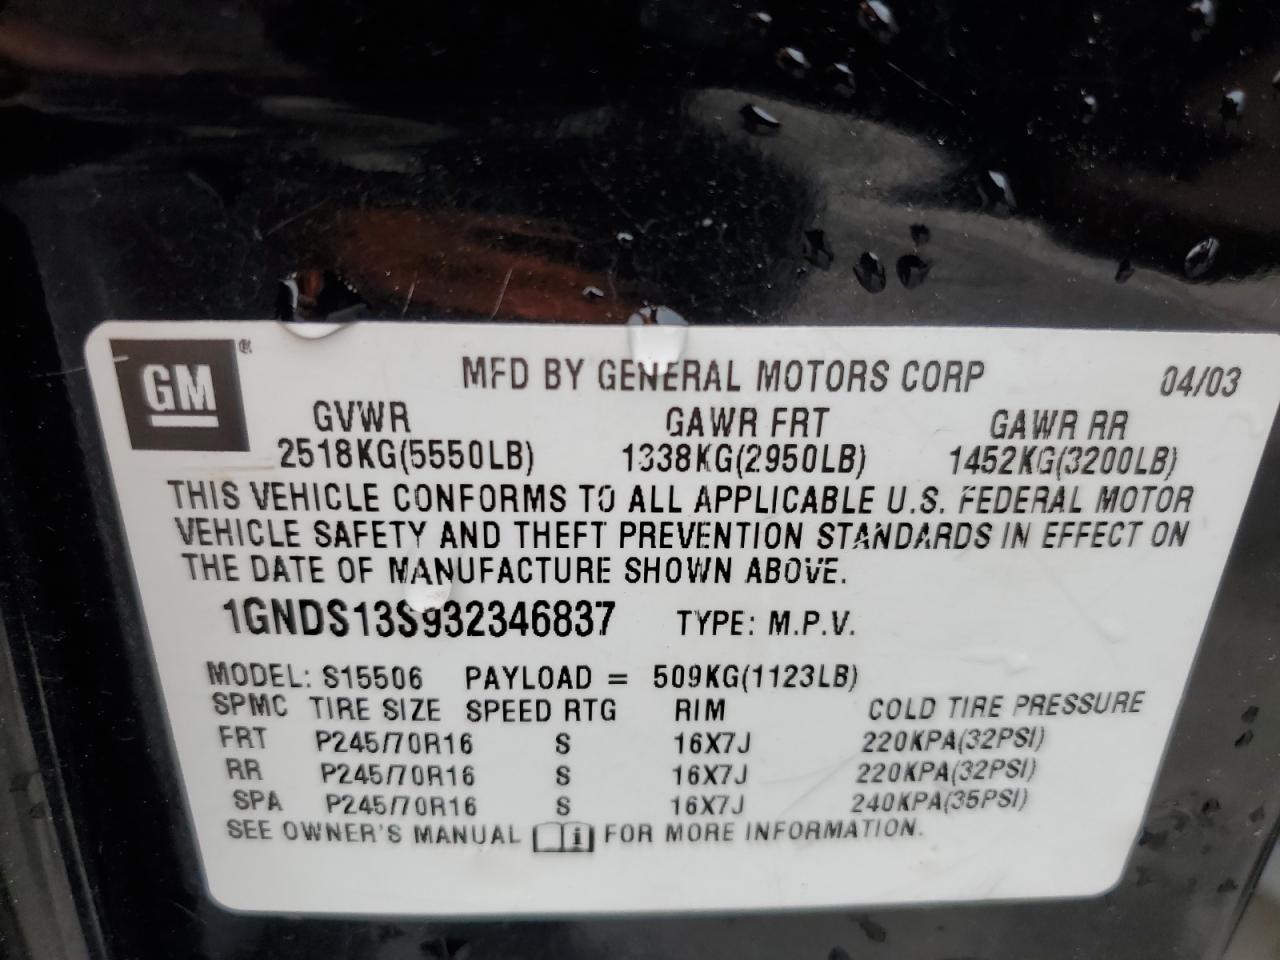 GM® MFD BY GENERAL MOTORS CORP 04/03
GVWR GAWR FRT GAWR RR
2518KG(5550LB) 1338KG(2950LB) 1452KG(3200LB)
THIS VEHICLE CONFORMS TO ALL APPLICABLE U.S. FEDERAL MOTOR
VEHICLE SAFETY AND THEFT PREVENTION STANDARDS IN EFFECT ON
THE DATE OF MANUFACTURE SHOWN ABOVE.
1GNDS13S932346837 TYPE: M.P.V.
MODEL: S15506 PAYLOAD = 509KG(1123LB)
SPMC TIRE SIZE SPEED RTG RIM COLD TIRE PRESSURE
FRT P245/70R16 S 16X7J 220KPA(32PSI)
RR P245/70R16 S 16X7J 220KPA(32PSI)
SPA P245/70R16 S 16X7J 240KPA(35PSI)
SEE OWNER'S MANUAL i FOR MORE INFORMATION.